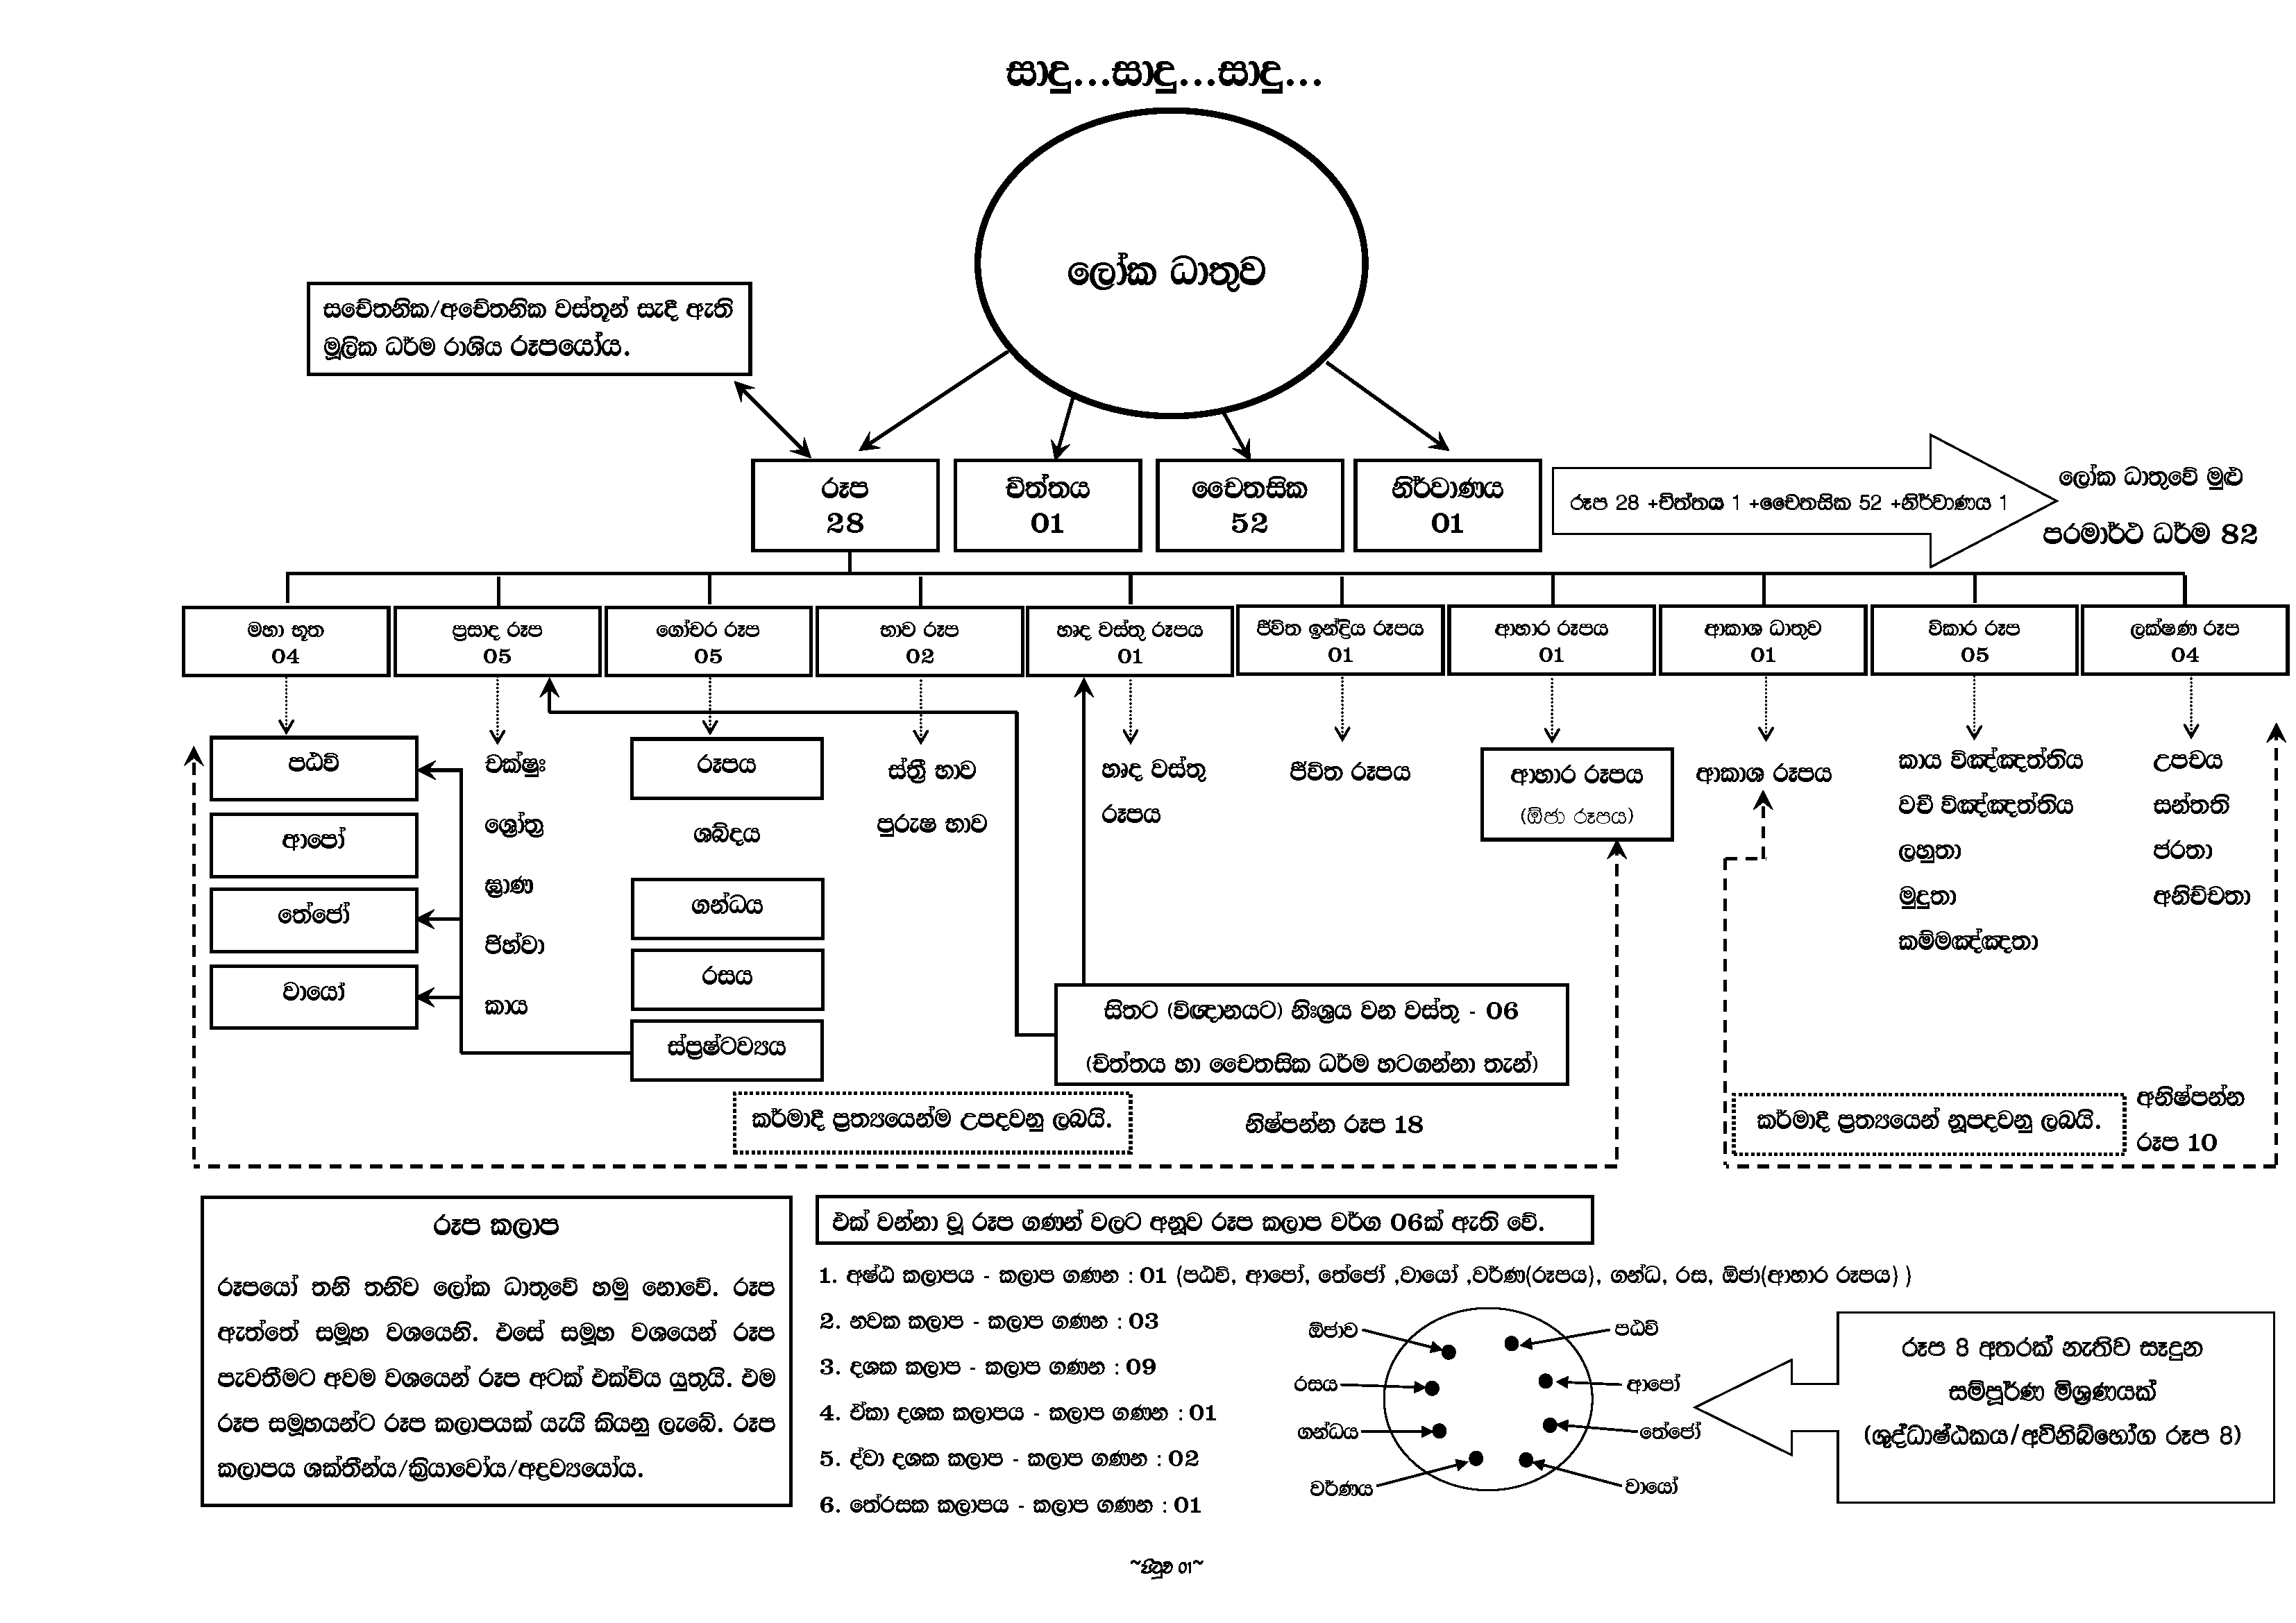 සාදු...සාදු...සාදු...
ලෝක ධාතුව
සචේතනික/අචේතනික වස්තූන් සැදී ඇති
මූලික ධර්ම රාශිය රූපයෝය.
රූප
28
චිත්තය
01
චෛතසික
52
නිර්වාණය
01
රූප 28 +චිත්තය 1 +චෛතසික 52 +නිර්වාණය 1
ලෝක ධාතුවේ මුළු
පරමාර්ථ ධර්ම 82
මහා භූත
04
ප්‍රසාද රූප
05
ගෝචර රූප
05
භාව රූප
02
හෘද වස්තු රූපය
01
ජීවිත ඉන්ද්‍රිය රූපය
01
ආහාර රූපය
01
ආකාශ ධාතුව
01
විකාර රූප
05
ලක්ෂණ රූප
04
පඨවි
ආපෝ
තේජෝ
වායෝ
චක්ෂුඃ
ශ්‍රෝත්‍ර
ඝ්‍රාණ
ජිහ්වා
කාය
රූපය
ශබ්දය
ගන්ධය
රසය
ස්ප්‍රෂ්ටව්‍යය
ස්ත්‍රී භාව
පුරුෂ භාව
හෘද වස්තු
රූපය
ජීවිත රූපය
ආහාර රූපය
(ඕජා රූපය)
ආකාශ රූපය
කාය විඤ්ඤත්තිය
වචී විඤ්ඤත්තිය
ලහුතා
මුදුතා
කම්මඤ්ඤතා
උපචය
සන්තති
ජරතා
අනිච්චතා
සිතට (විඥානයට) නිඃශ්‍රය වන වස්තු - 06
(චිත්තය හා චෛතසික ධර්ම හටගන්නා තැන්)
කර්මාදී ප්‍රත්‍යයෙන්ම උපදවනු ලබයි.
නිෂ්පන්න රූප 18
කර්මාදී ප්‍රත්‍යයෙන් නූපදවනු ලබයි.
අනිෂ්පන්න
රූප 10
රූප කලාප
රූපයෝ තනි තනිව ලෝක ධාතුවේ හමු නොවේ. රූප
ඇත්තේ සමූහ වශයෙනි. එසේ සමූහ වශයෙන් රූප
පැවතීමට අවම වශයෙන් රූප අටක් එක්විය යුතුයි. එම
රූප සමූහයන්ට රූප කලාපයක් යැයි කියනු ලැබේ. රූප
කලාපය ශක්තීන්ය/ක්‍රියාවෝය/අද්‍රව්‍යයෝය.
එක් වන්නා වූ රූප ගණන් වලට අනූව රූප කලාප වර්ග 06ක් ඇති වේ.
1. අෂ්ඨ කලාපය - කලාප ගණන : 01 (පඨවි, ආපෝ, තේජෝ ,වායෝ ,වර්ණ(රූපය), ගන්ධ, රස, ඕජා(ආහාර රූපය) )
2. නවක කලාප - කලාප ගණන : 03
3. දශක කලාප - කලාප ගණන : 09
4. ඒකා දශක කලාපය - කලාප ගණන : 01
5. ද්වා දශක කලාප - කලාප ගණන : 02
6. තේරසක කලාපය - කලාප ගණන : 01
ඕජාව
රසය
ගන්ධය
වර්ණය
පඨවි
ආපෝ
තේජෝ
වායෝ
රූප 8 අතරක් නැතිව සෑදුන
සම්පූර්ණ මිශ්‍රණයක්
(ශුද්ධාෂ්ඨකය/අවිනිබ්භෝග රූප 8)
~පිටුව 01~